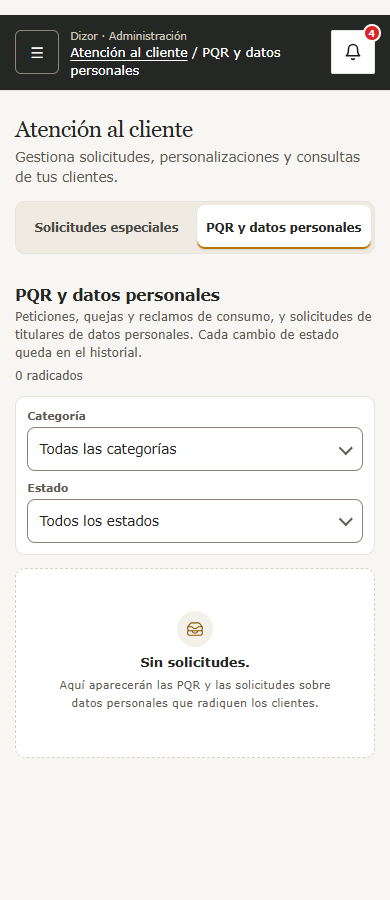 Dizor · Administración
Atención al cliente / PQR y datos
personales
4
Atención al cliente
Gestiona solicitudes, personalizaciones y consultas
de tus clientes.
Solicitudes especiales
PQR y datos personales
PQR y datos personales
Peticiones, quejas y reclamos de consumo, y solicitudes de
titulares de datos personales. Cada cambio de estado
queda en el historial.
0 radicados
Categoría
Todas las categorías
Estado
Todos los estados
Sin solicitudes.
Aquí aparecerán las PQR y las solicitudes sobre
datos personales que radiquen los clientes.